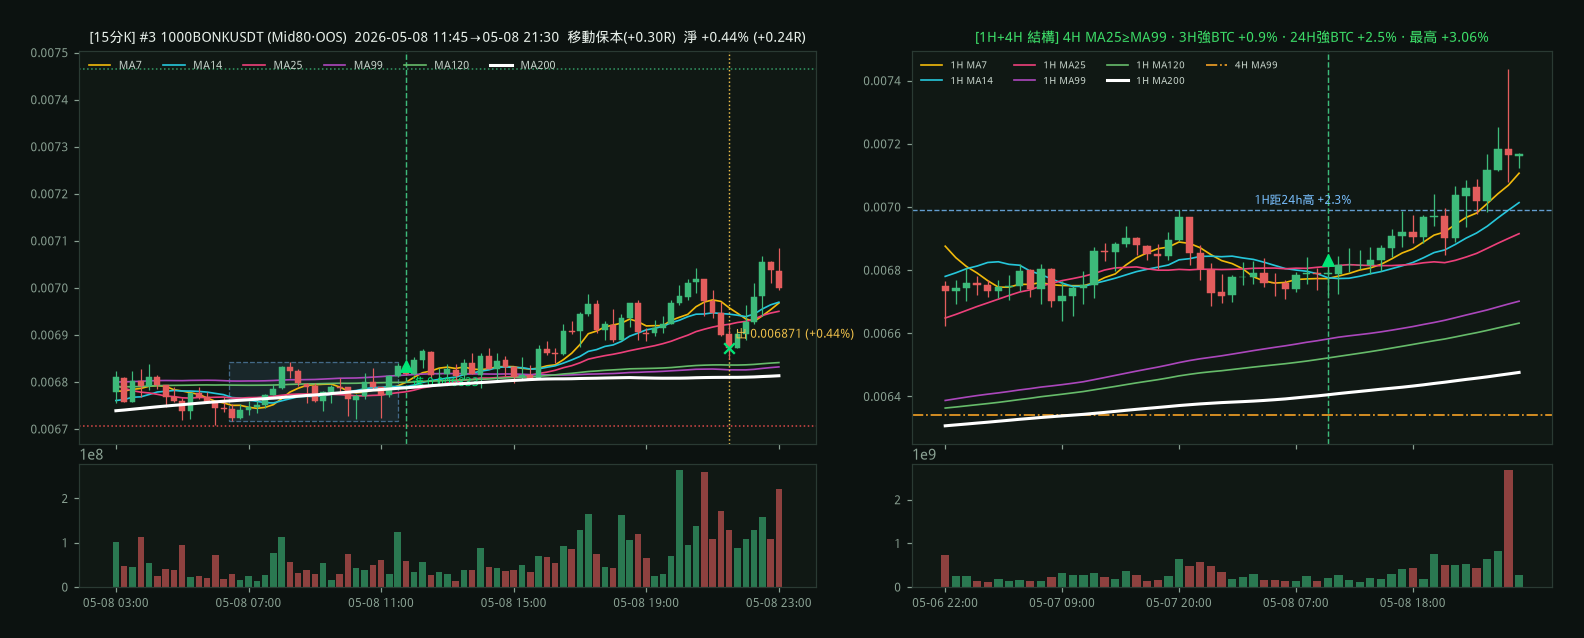 [15分K] #3 1000BONKUSDT (Mid80·OOS)  2026-05-08 11:45→05-08 21:30  移動保本(+0.30R)  淨 +0.44% (+0.24R)
MA7 MA14 MA25 MA99 MA120 MA200
0.0075
0.0074
0.0073
0.0072
0.0071
0.0070
0.0069
0.0068
0.0067
0.006871 (+0.44%)
1e8
2
1
0
05-08 03:00 05-08 07:00 05-08 11:00 05-08 15:00 05-08 19:00 05-08 23:00
[1H+4H 結構] 4H MA25≥MA99 · 3H強BTC +0.9% · 24H強BTC +2.5% · 最高 +3.06%
1H MA7 1H MA25 1H MA120 4H MA99
1H MA14 1H MA99 1H MA200
0.0074
0.0072
0.0070
0.0068
0.0066
0.0064
1H距24h高 +2.3%
1e9
2
1
0
05-06 22:00 05-07 09:00 05-07 20:00 05-08 07:00 05-08 18:00